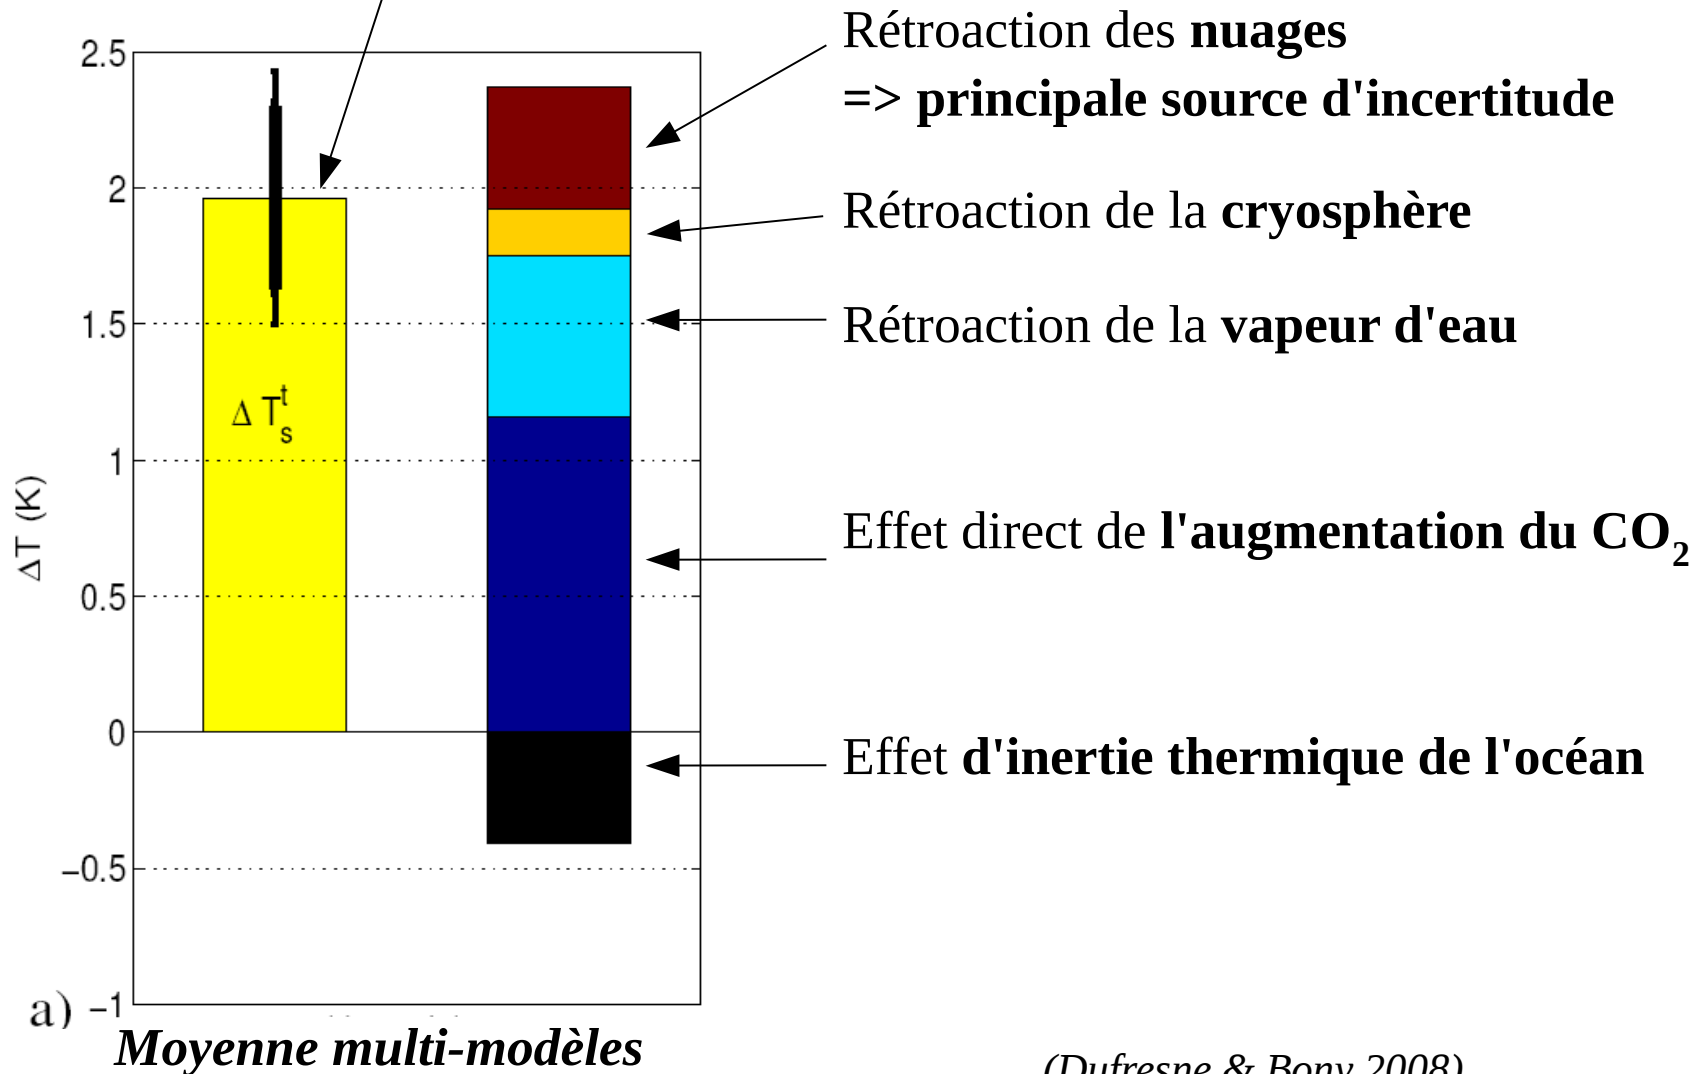 Rétroaction des nuages
=> principale source d'incertitude
Rétroaction de la cryosphère
Rétroaction de la vapeur d'eau
Effet direct de l'augmentation du CO₂
Effet d'inertie thermique de l'océan
2.5
2
1.5
1
0.5
0
−0.5
−1
ΔT (K)
Δ Tₛᵗ
a)
Moyenne multi-modèles
(Dufresne & Bony 2008)